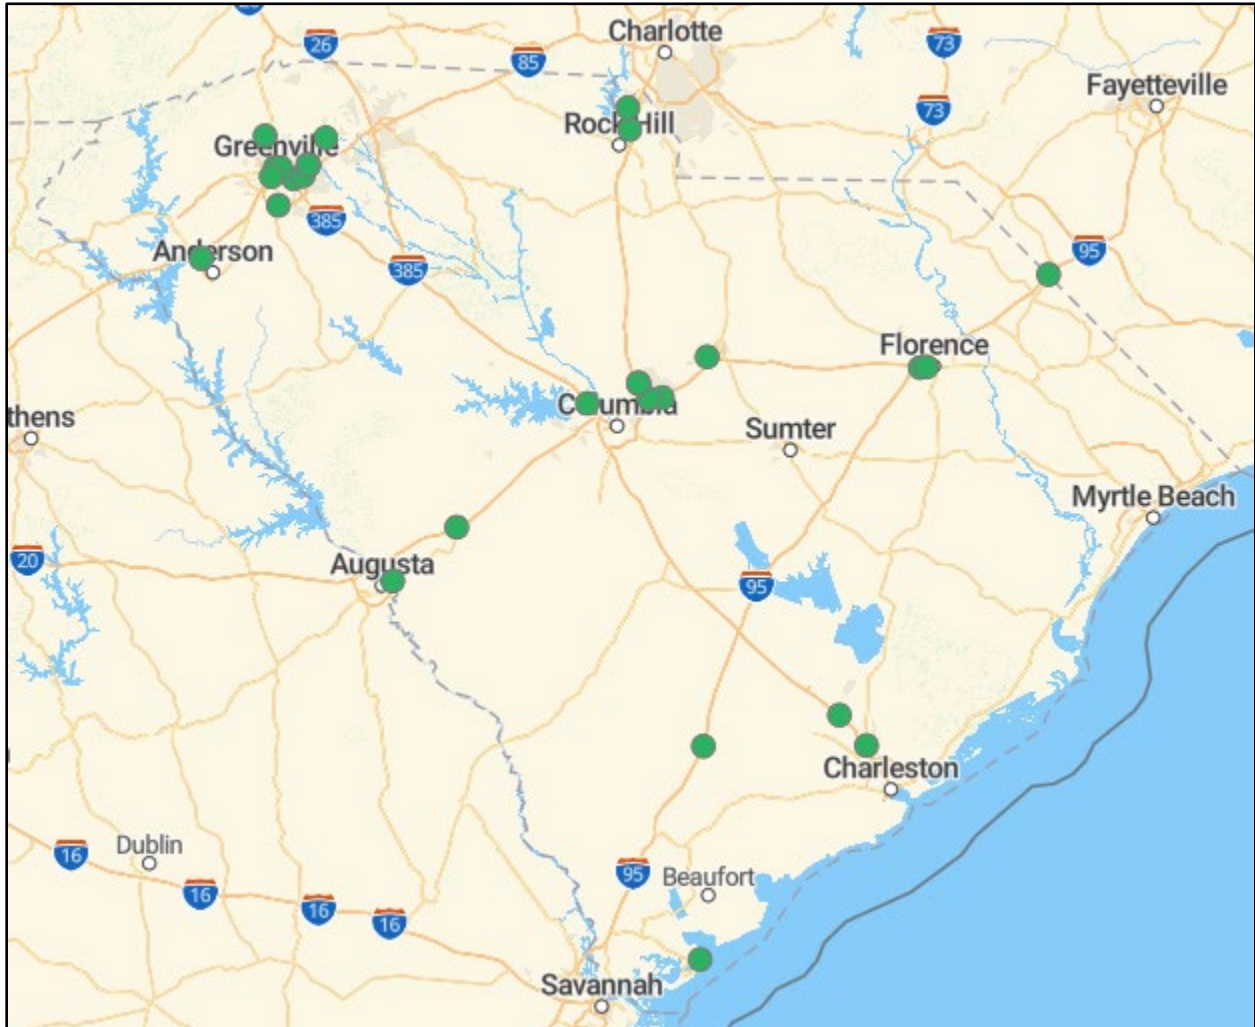 Charlotte
26
73
85
Fayetteville
73
Rock Hill
Greenville
385
95
Anderson
385
Florence
Columbia
thens
Sumter
Myrtle Beach
20
Augusta
95
Charleston
16
Dublin
95
Beaufort
16
16
16
Savannah